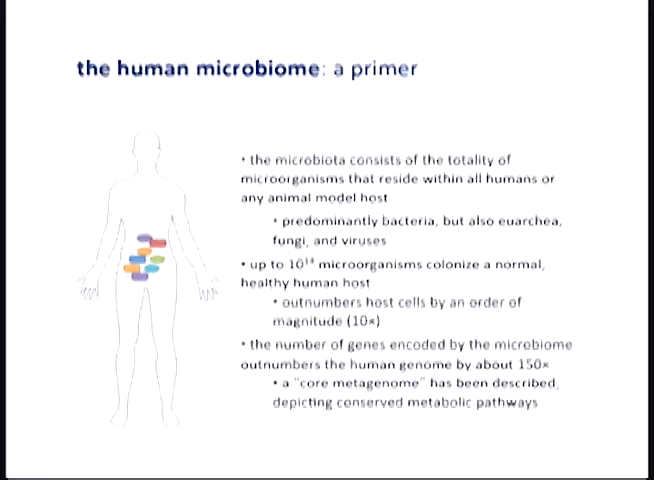 the human microbiome: a primer
• the microbiota consists of the totality of
microorganisms that reside within all humans or
any animal model host
• predominantly bacteria, but also euarchea,
fungi, and viruses
• up to 10¹⁴ microorganisms colonize a normal,
healthy human host
• outnumbers host cells by an order of
magnitude (10x)
• the number of genes encoded by the microbiome
outnumbers the human genome by about 150x
• a "core metagenome" has been described,
depicting conserved metabolic pathways